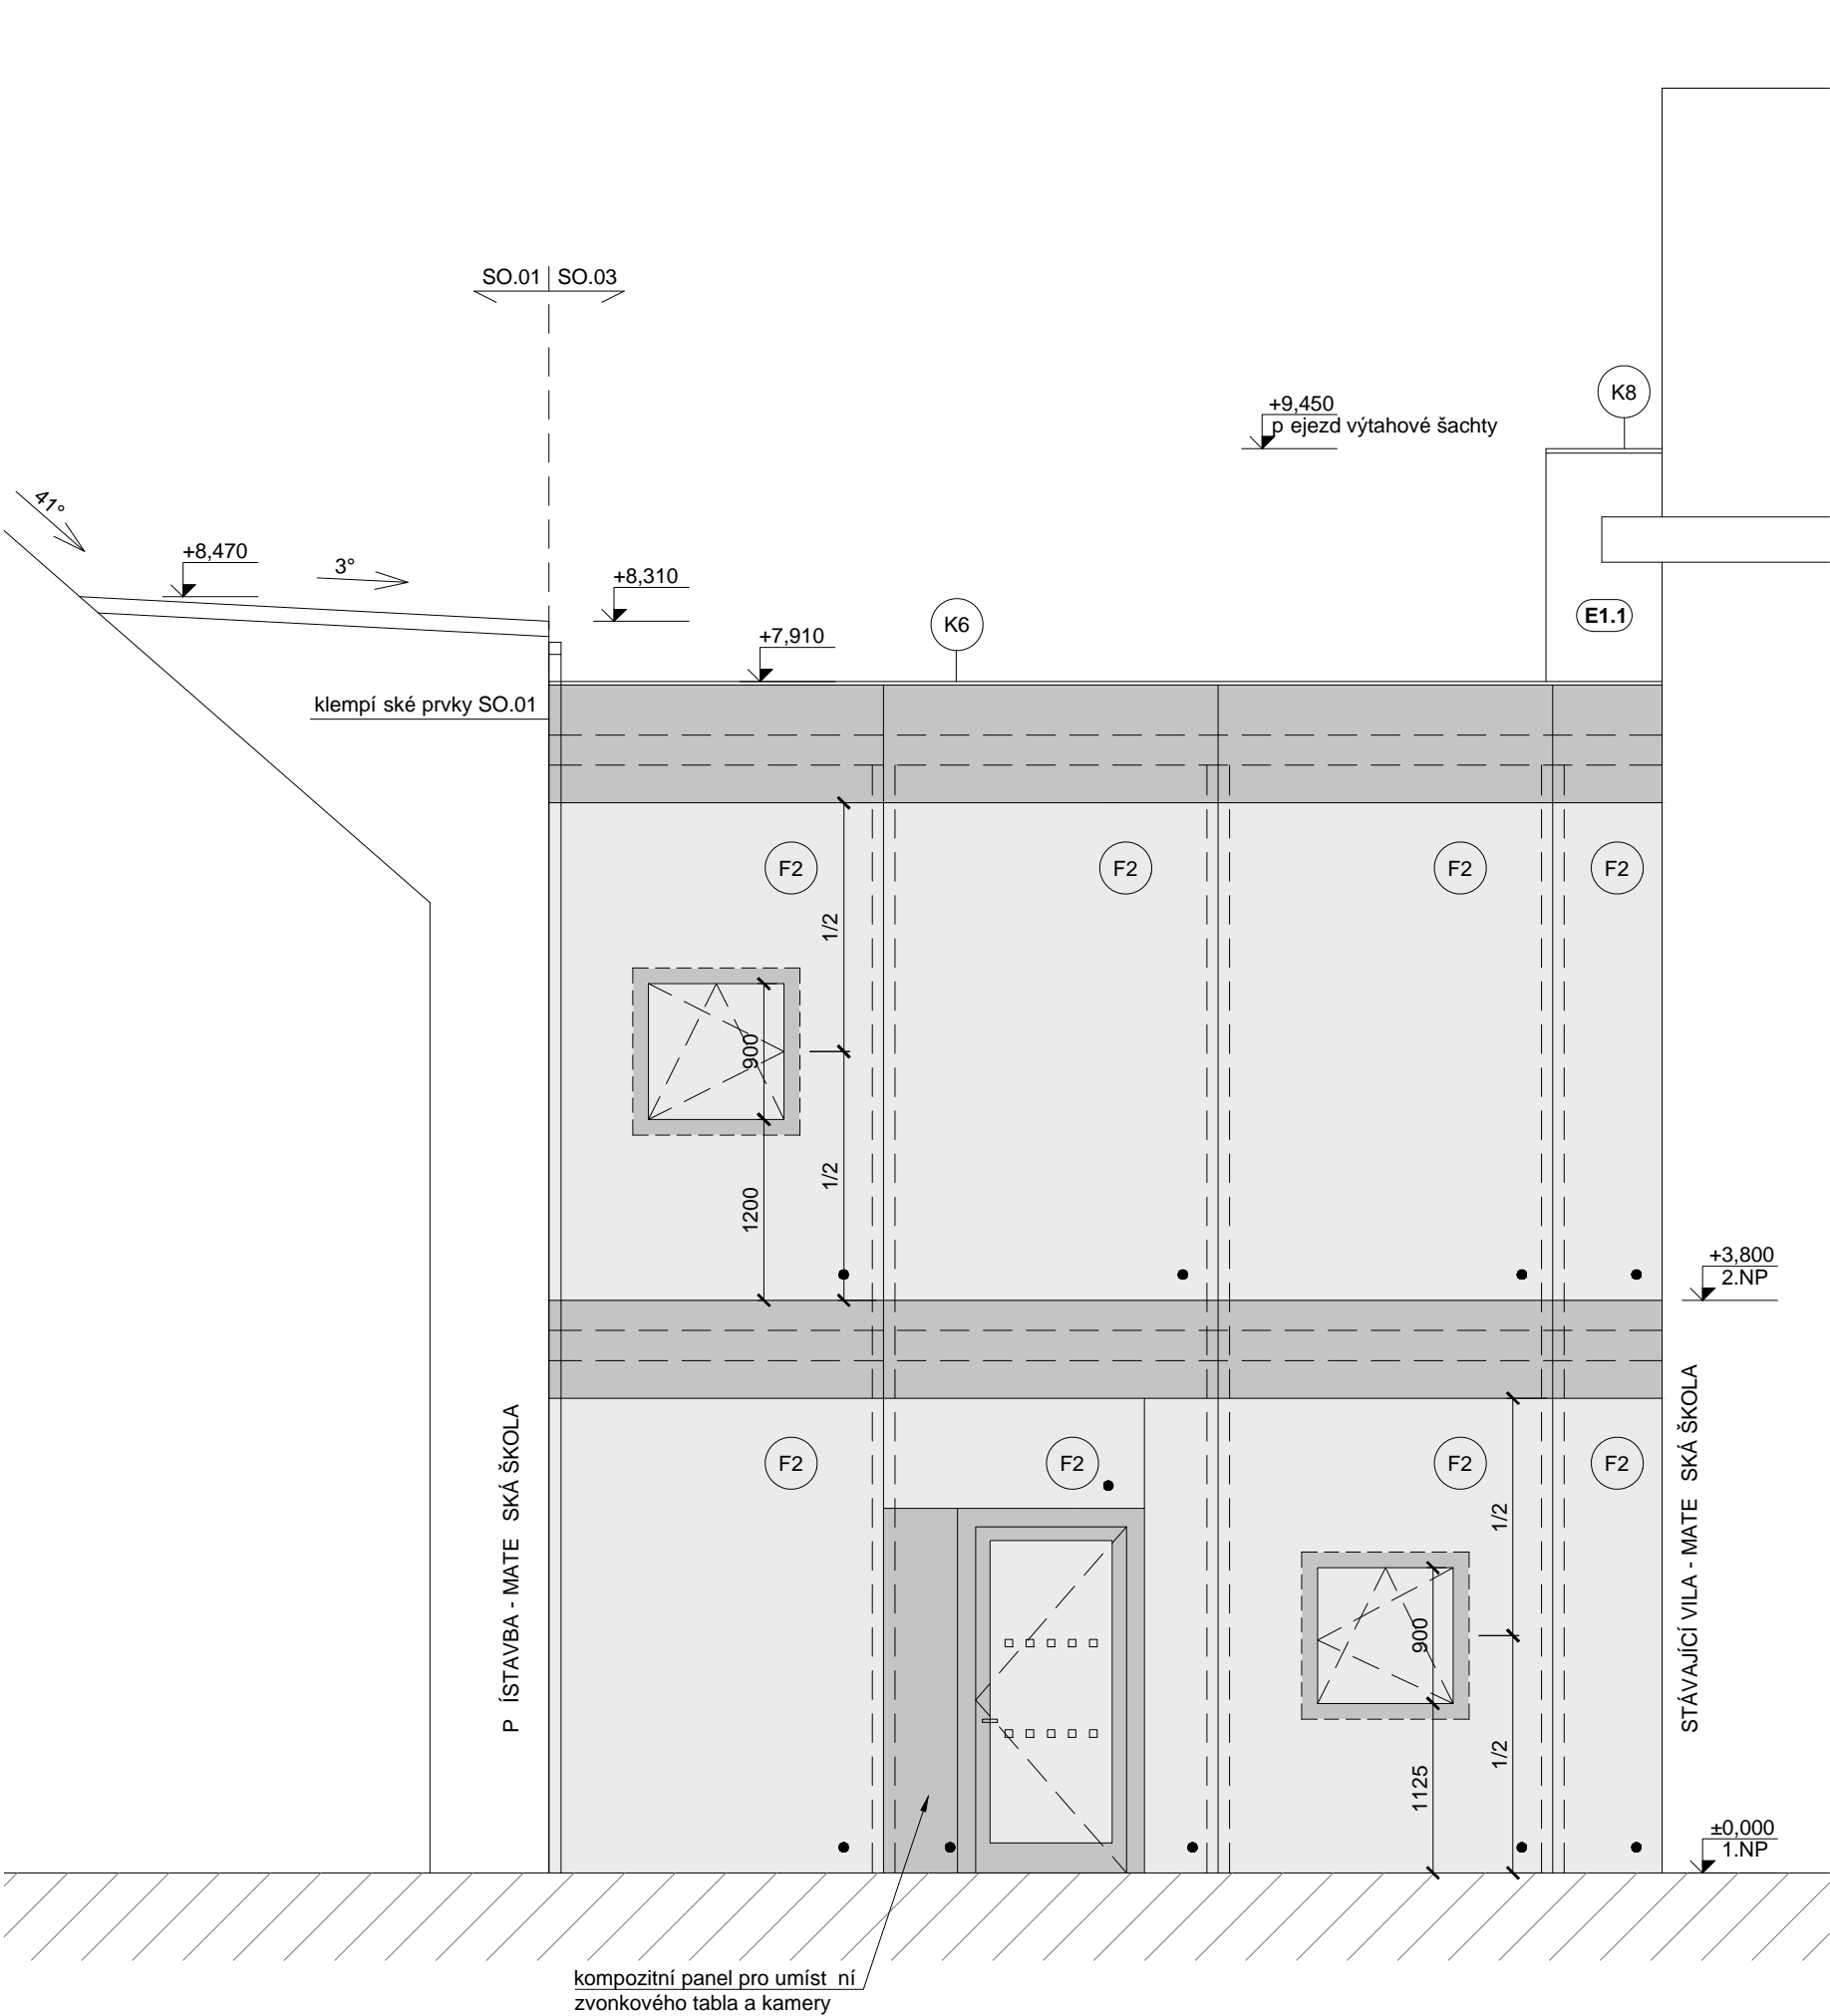 SO.01
SO.03
K8
+9,450
p ejezd výtahové šachty
41°
+8,470
3°
+8,310
E1.1
K6
+7,910
klempí ské prvky SO.01
F2
F2
F2
F2
1/2
900
1/2
1200
+3,800
2.NP
P ÍSTAVBA - MATE SKÁ ŠKOLA
STÁVAJÍCÍ VILA - MATE SKÁ ŠKOLA
F2
F2
F2
F2
1/2
900
1/2
1125
±0,000
1.NP
kompozitní panel pro umíst ní
zvonkového tabla a kamery